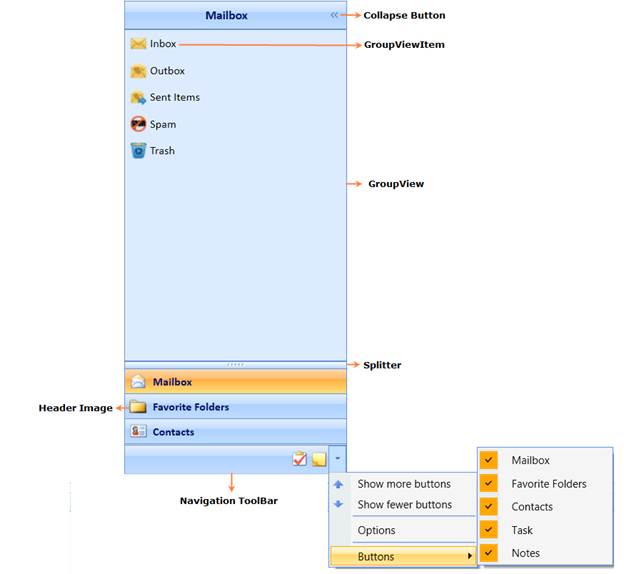 Mailbox
Collapse Button
Inbox
GroupViewItem
Outbox
Sent Items
Spam
Trash
GroupView
Splitter
Mailbox
Header Image
Favorite Folders
Contacts
Navigation ToolBar
Show more buttons
Show fewer buttons
Options
Buttons
Mailbox
Favorite Folders
Contacts
Task
Notes